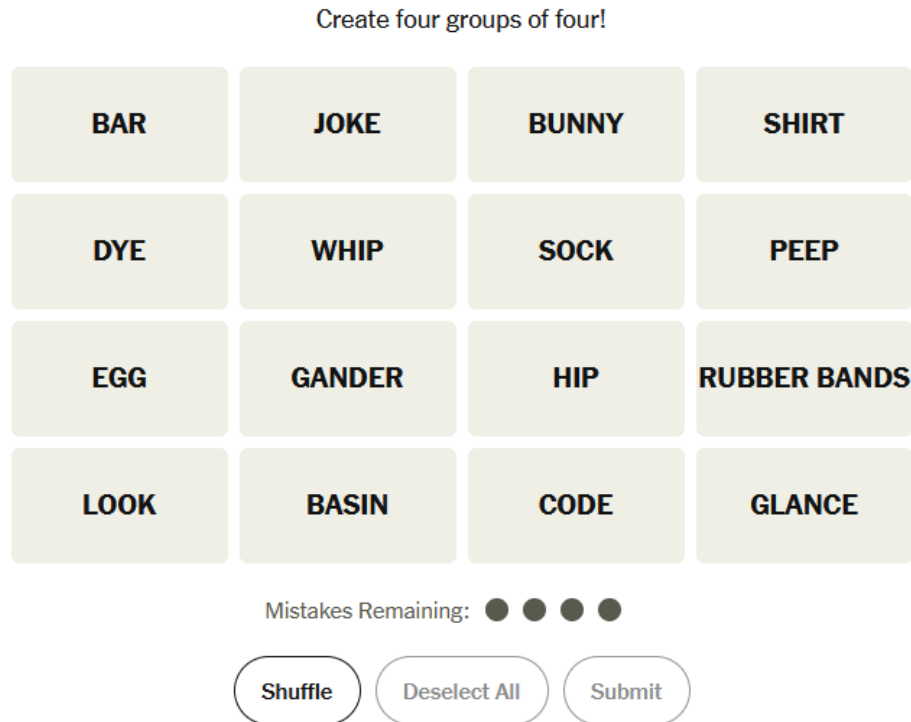 Create four groups of four!
BAR JOKE BUNNY SHIRT
DYE WHIP SOCK PEEP
EGG GANDER HIP RUBBER BANDS
LOOK BASIN CODE GLANCE
Mistakes Remaining:
Shuffle Deselect All Submit